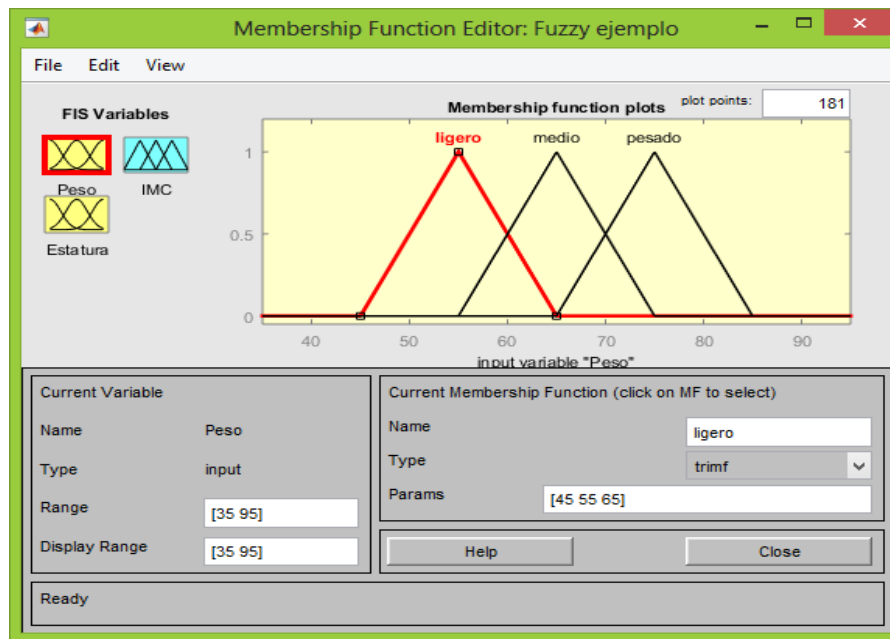 Membership Function Editor: Fuzzy ejemplo
File Edit View
FIS Variables
Peso IMC
Estatura
Membership function plots plot points: 181
ligero medio pesado
1
0.5
0
40 50 60 70 80 90
input variable "Peso"
Current Variable
Name Peso
Type input
Range [35 95]
Display Range [35 95]
Current Membership Function (click on MF to select)
Name ligero
Type trimf
Params [45 55 65]
Help Close
Ready